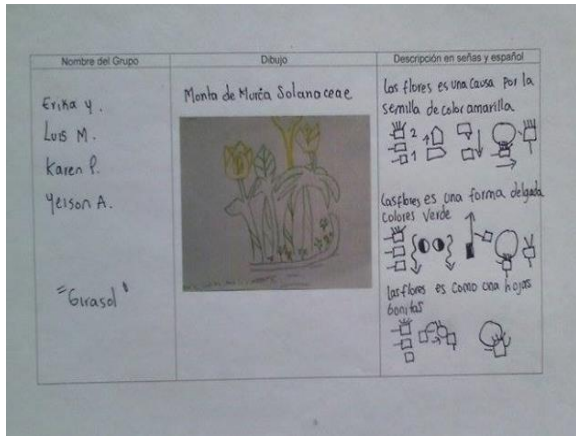 Nombre del Grupo
Erika y.
Luis M.
Karen P.
Yeison A.
"Girasol"
Dibujo
Monta de Murca Solanaceae
Descripción en señas y español
Las flores es una causa por la
semilla de color amarilla
2
1
Las flores es una forma delgada
colores verde
las flores es como una hojas
bonitas